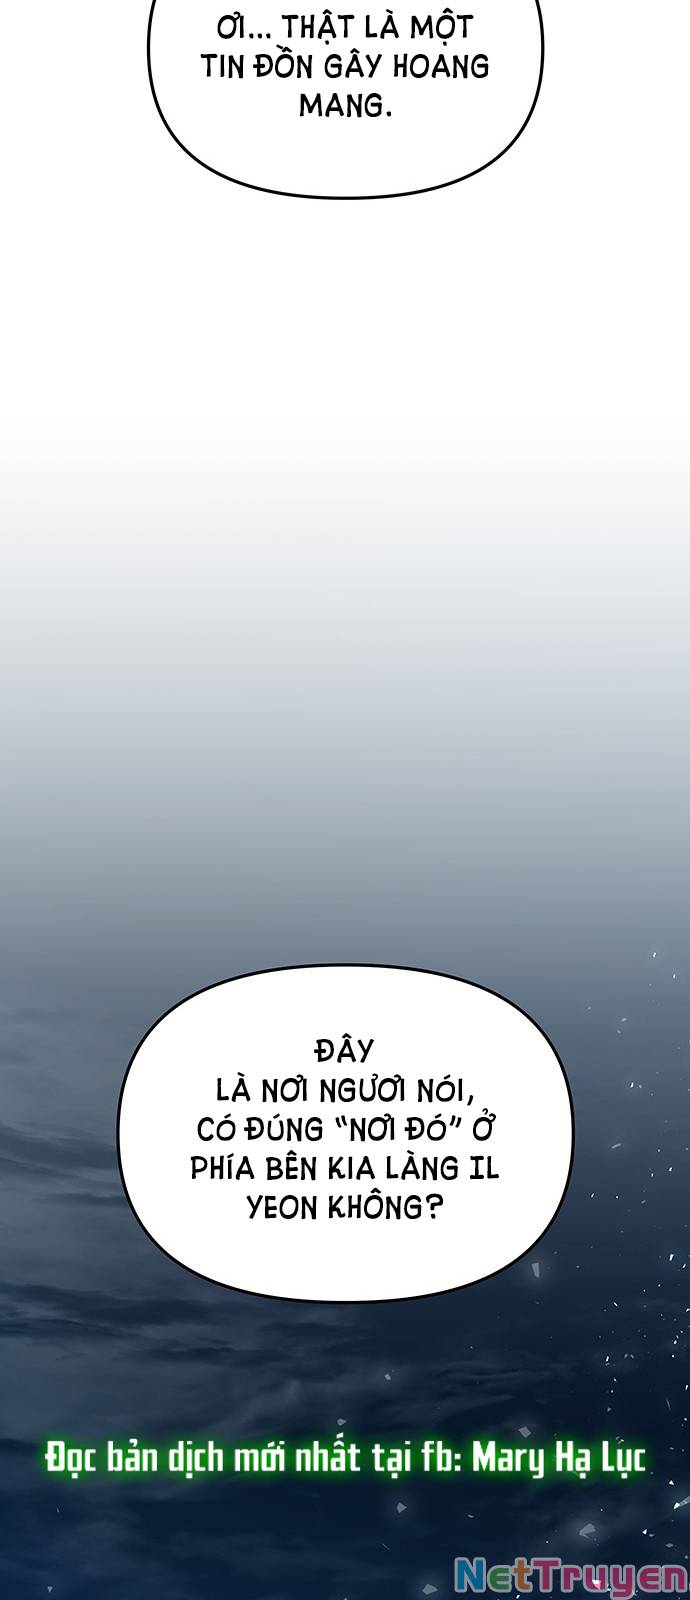 ƠI... THẬT LÀ MỘT
TIN ĐỒN GÂY HOANG
MANG.
ĐÂY
LÀ NƠI NGƯƠI NÓI,
CÓ ĐÚNG “NƠI ĐÓ” Ở
PHÍA BÊN KIA LÀNG IL
YEON KHÔNG?
Đọc bản dịch mới nhất tại fb: Mary Hạ Lục
NetTruyen